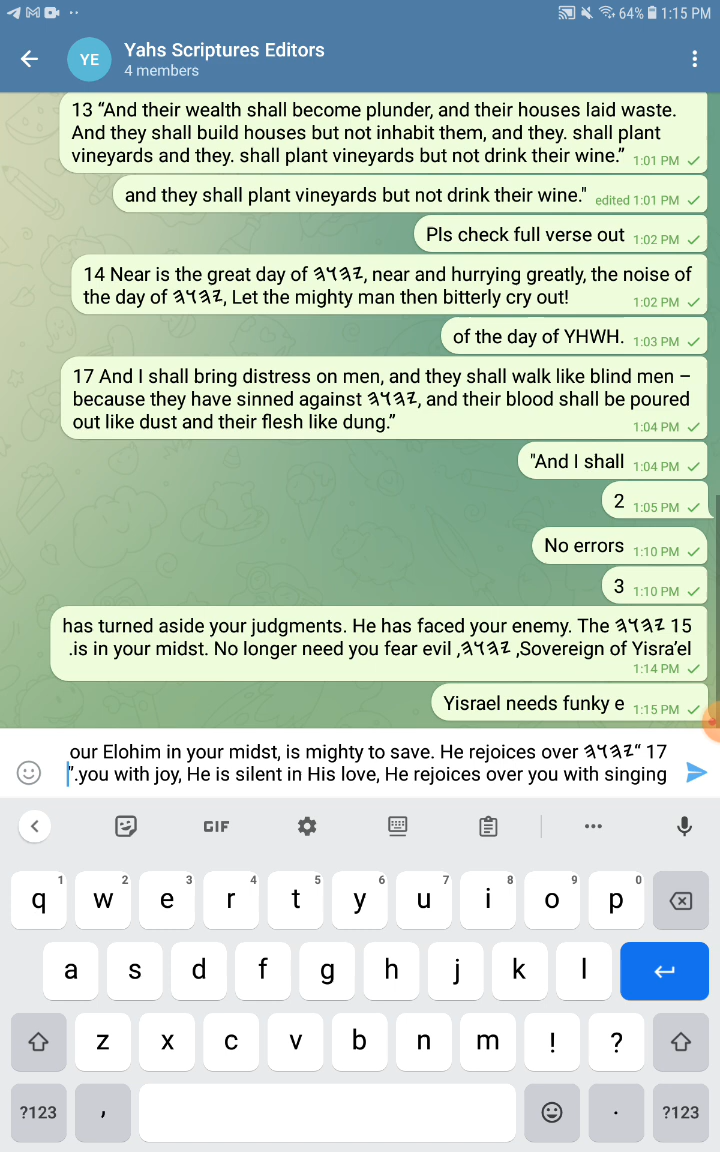 64% 1:15 PM
YE
Yahs Scriptures Editors
4 members
13 “And their wealth shall become plunder, and their houses laid waste.
And they shall build houses but not inhabit them, and they. shall plant
vineyards and they. shall plant vineyards but not drink their wine.” 1:01 PM
and they shall plant vineyards but not drink their wine." edited 1:01 PM
Pls check full verse out 1:02 PM
14 Near is the great day of 𐤉𐤄𐤅𐤄, near and hurrying greatly, the noise of
the day of 𐤉𐤄𐤅𐤄, Let the mighty man then bitterly cry out! 1:02 PM
of the day of YHWH. 1:03 PM
17 And I shall bring distress on men, and they shall walk like blind men –
because they have sinned against 𐤉𐤄𐤅𐤄, and their blood shall be poured
out like dust and their flesh like dung.” 1:04 PM
"And I shall 1:04 PM
2 1:05 PM
No errors 1:10 PM
3 1:10 PM
has turned aside your judgments. He has faced your enemy. The 𐤉𐤄𐤅𐤄 15
.is in your midst. No longer need you fear evil ,𐤉𐤄𐤅𐤄 ,Sovereign of Yisra’el
1:14 PM
Yisrael needs funky e 1:15 PM
our Elohim in your midst, is mighty to save. He rejoices over 𐤉𐤄𐤅𐤄“ 17
”.you with joy, He is silent in His love, He rejoices over you with singing
GIF
q 1 w 2 e 3 r 4 t 5 y 6 u 7 i 8 o 9 p 0
a s d f g h j k l
z x c v b n m ! ?
?123 , . ?123